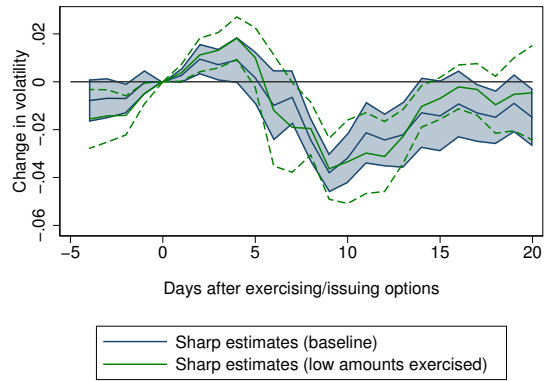 .02
0
-.02
-.04
-.06
Change in volatility
-5
0
5
10
15
20
Days after exercising/issuing options
Sharp estimates (baseline)
Sharp estimates (low amounts exercised)